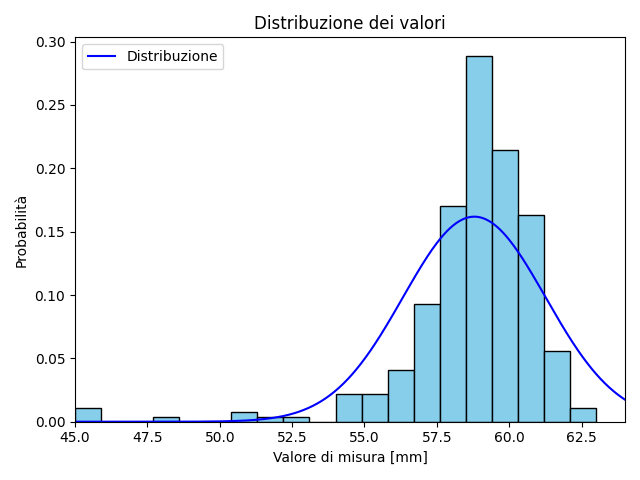 Distribuzione dei valori
Distribuzione
Probabilità
0.30
0.25
0.20
0.15
0.10
0.05
0.00
45.0 47.5 50.0 52.5 55.0 57.5 60.0 62.5
Valore di misura [mm]